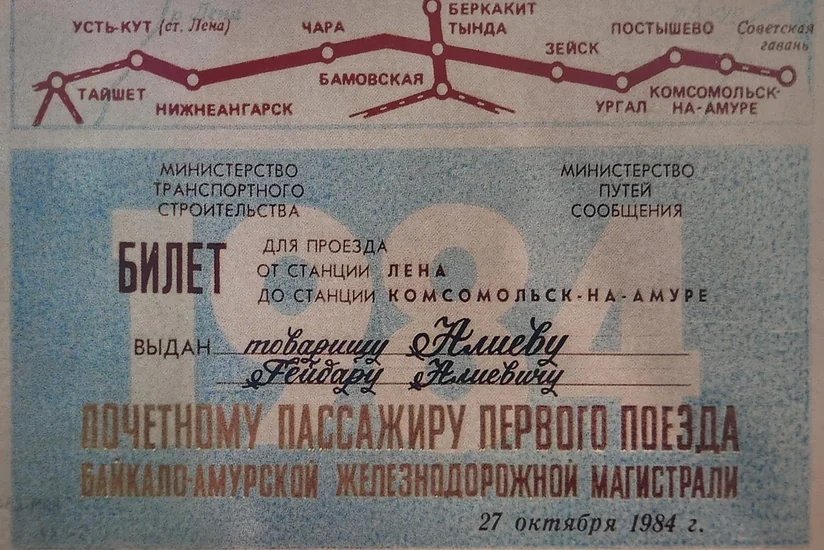 БЕРКАКИТ
УСТЬ-КУТ (ст. Лена)
ЧАРА
ТЫНДА
ПОСТЫШЕВО
Советская
гавань
ЗЕЙСК
БАМОВСКАЯ
ТАЙШЕТ
НИЖНЕАНГАРСК
УРГАЛ
КОМСОМОЛЬСК-
НА-АМУРЕ
МИНИСТЕРСТВО
ТРАНСПОРТНОГО
СТРОИТЕЛЬСТВА
МИНИСТЕРСТВО
ПУТЕЙ
СООБЩЕНИЯ
1984
БИЛЕТ
ДЛЯ ПРОЕЗДА
ОТ СТАНЦИИ ЛЕНА
ДО СТАНЦИИ КОМСОМОЛЬСК-НА-АМУРЕ
ВЫДАН товарищу Алиеву
Гейдару Алиевичу
ПОЧЕТНОМУ ПАССАЖИРУ ПЕРВОГО ПОЕЗДА
БАЙКАЛО-АМУРСКОЙ ЖЕЛЕЗНОДОРОЖНОЙ МАГИСТРАЛИ
27 октября 1984 г.